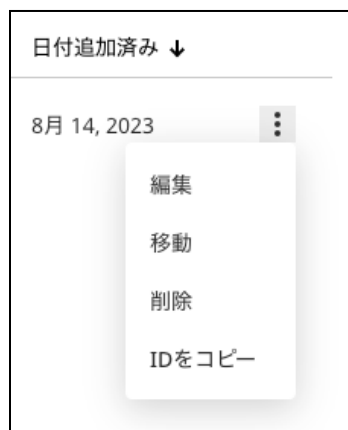 日付追加済み ↓
8月 14, 2023
編集
移動
削除
IDをコピー